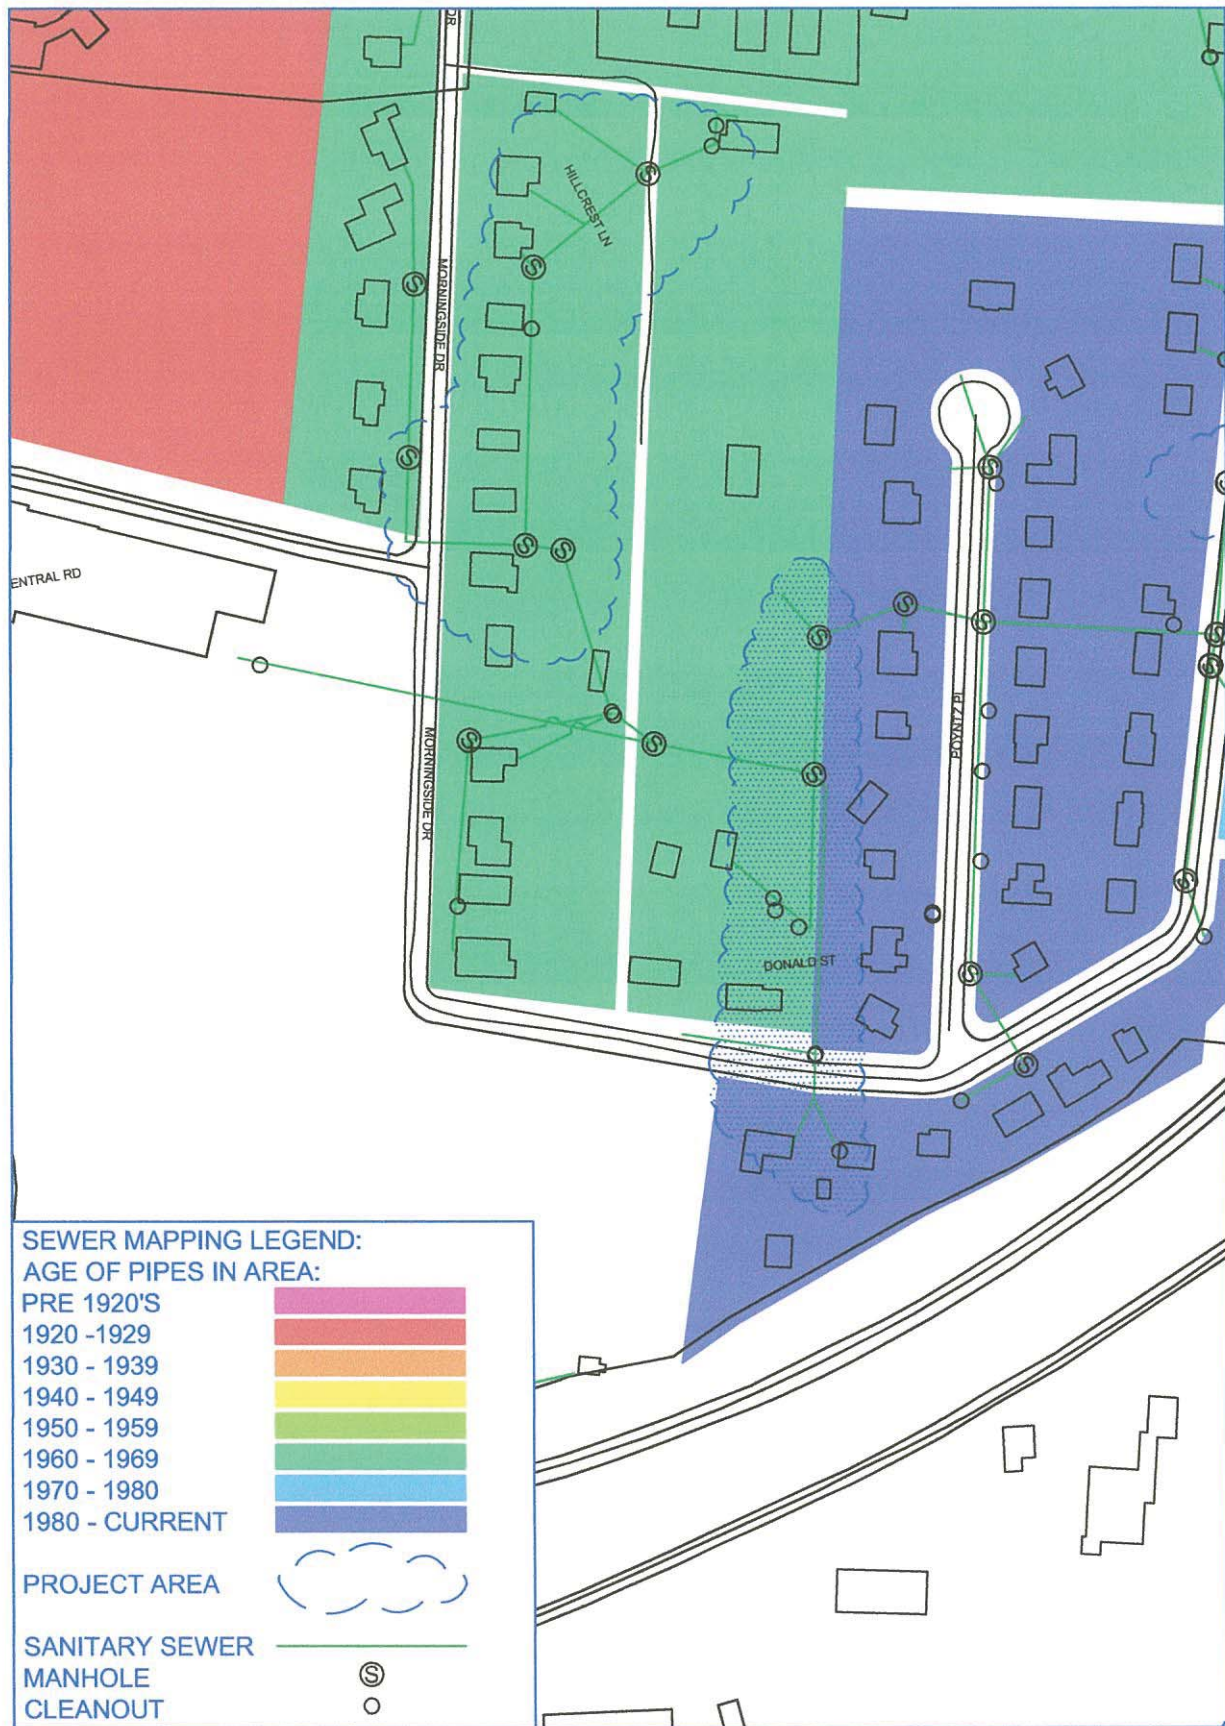 DR
HILLCREST LN
MORNINGSIDE DR
ENTRAL RD
POYNTZ PL
MORNINGSIDE DR
DONALD ST
SEWER MAPPING LEGEND:
AGE OF PIPES IN AREA:
PRE 1920'S
1920 -1929
1930 - 1939
1940 - 1949
1950 - 1959
1960 - 1969
1970 - 1980
1980 - CURRENT
PROJECT AREA
SANITARY SEWER
MANHOLE
S
CLEANOUT